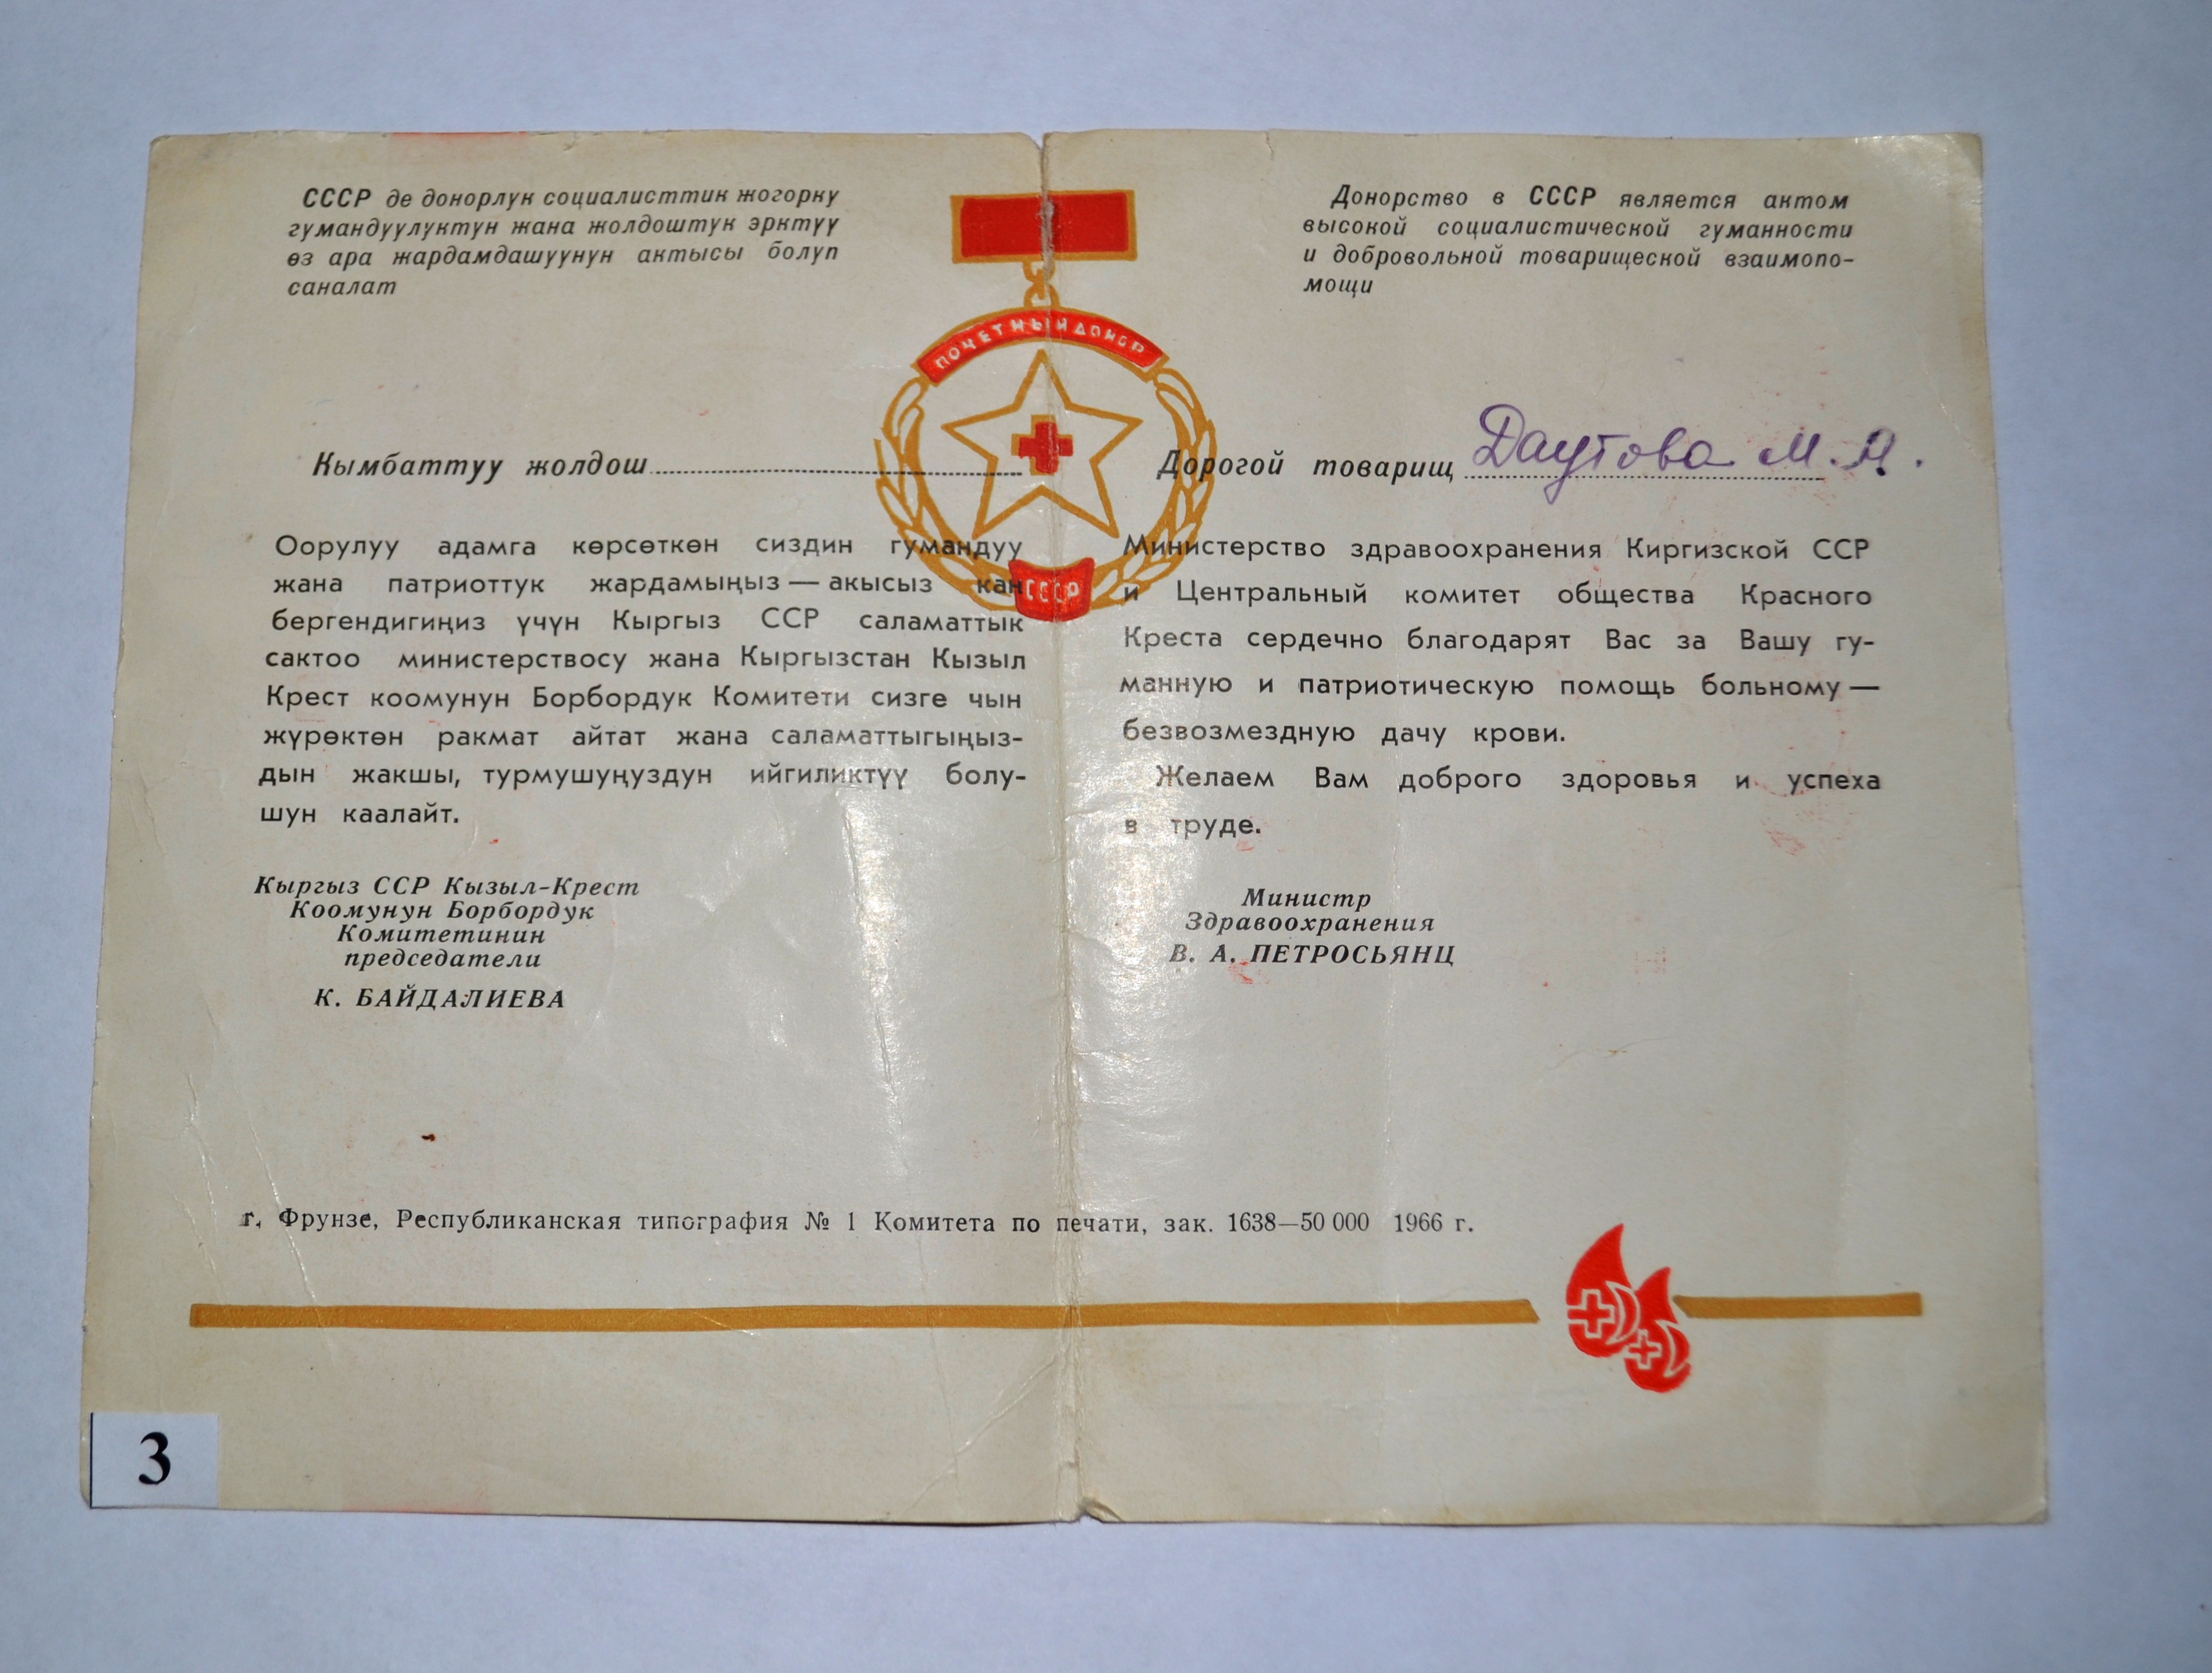 СССР де донорлук социалисттик жогорку
гумандуулуктун жана жолдоштук эрктүү
өз ара жардамдашуунун актысы болуп
саналат
Кымбаттуу жолдош
Оорулуу адамга көрсөткөн сиздин гумандуу
жана патриоттук жардамыңыз — акысыз кан
бергендигиңиз үчүн Кыргыз ССР саламаттык
сактоо министерствосу жана Кыргызстан Кызыл
Крест коомунун Борбордук Комитети сизге чын
жүрөктөн ракмат айтат жана саламаттыгыңыз-
дын жакшы, турмушуңуздун ийгиликтүү болу-
шун каалайт.
Кыргыз ССР Кызыл-Крест
Коомунун Борбордук
Комитетинин
председатели
К. БАЙДАЛИЕВА
ПОЧЕТНЫЙ ДОНОР
СССР
Донорство в СССР является актом
высокой социалистической гуманности
и добровольной товарищеской взаимопо-
мощи
Дорогой товарищ Даутова М. Я.
Министерство здравоохранения Киргизской ССР
и Центральный комитет общества Красного
Креста сердечно благодарят Вас за Вашу гу-
манную и патриотическую помощь больному —
безвозмездную дачу крови.
Желаем Вам доброго здоровья и успеха
в труде.
Министр
Здравоохранения
В. А. ПЕТРОСЬЯНЦ
г. Фрунзе, Республиканская типография № 1 Комитета по печати, зак. 1638—50 000 1966 г.
3